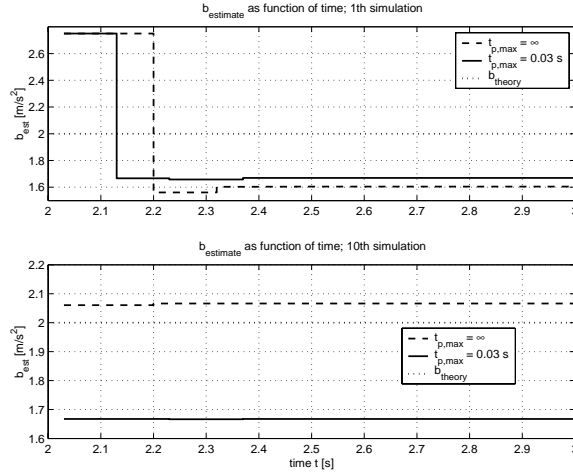 b_estimate as function of time; 1th simulation
b_est [m/s²]
2.6
2.4
2.2
2
1.8
1.6
t_p,max = ∞
t_p,max = 0.03 s
b_theory
2 2.1 2.2 2.3 2.4 2.5 2.6 2.7 2.8 2.9 3
b_estimate as function of time; 10th simulation
b_est [m/s²]
2.2
2.1
2
1.9
1.8
1.7
1.6
t_p,max = ∞
t_p,max = 0.03 s
b_theory
2 2.1 2.2 2.3 2.4 2.5 2.6 2.7 2.8 2.9 3
time t [s]